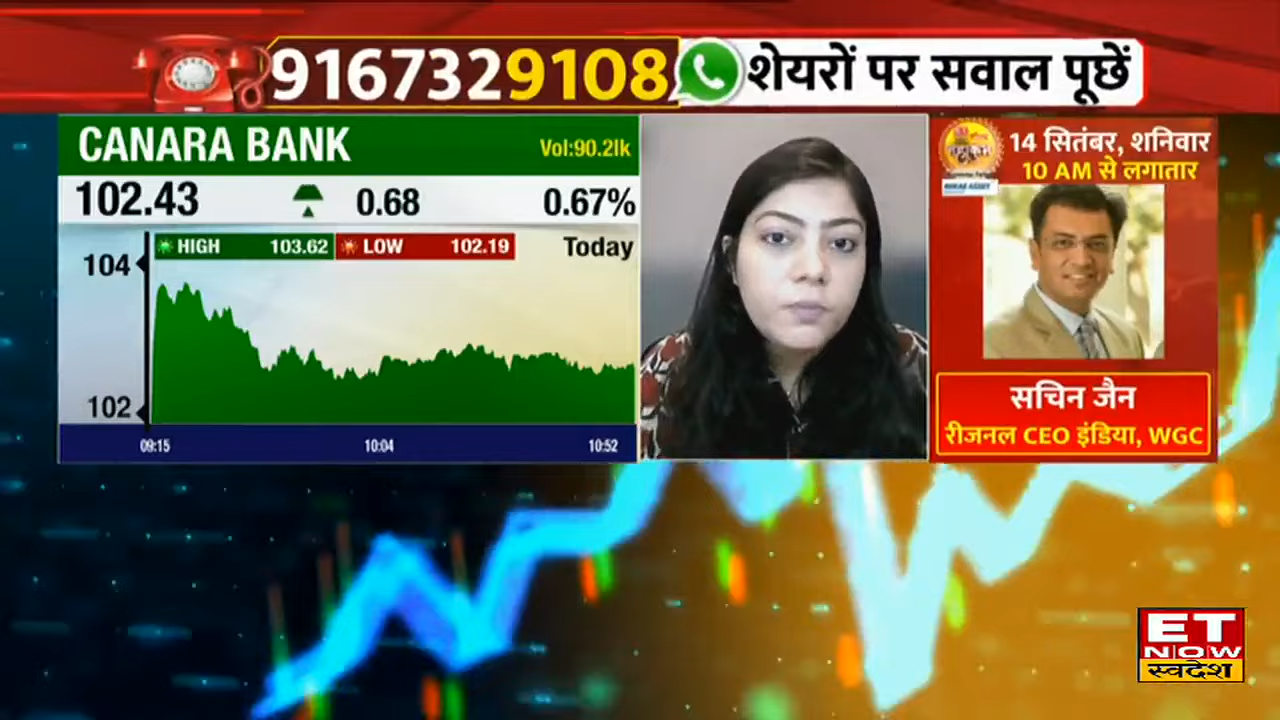 9167329108 शेयरों पर सवाल पूछें
CANARA BANK Vol:90.2lk
102.43 0.68 0.67%
HIGH 103.62 LOW 102.19 Today
104
102
09:15 10:04 10:52
14 सितंबर, शनिवार
10 AM से लगातार
सचिन जैन
रीजनल CEO इंडिया, WGC
ET
NOW
स्वदेश